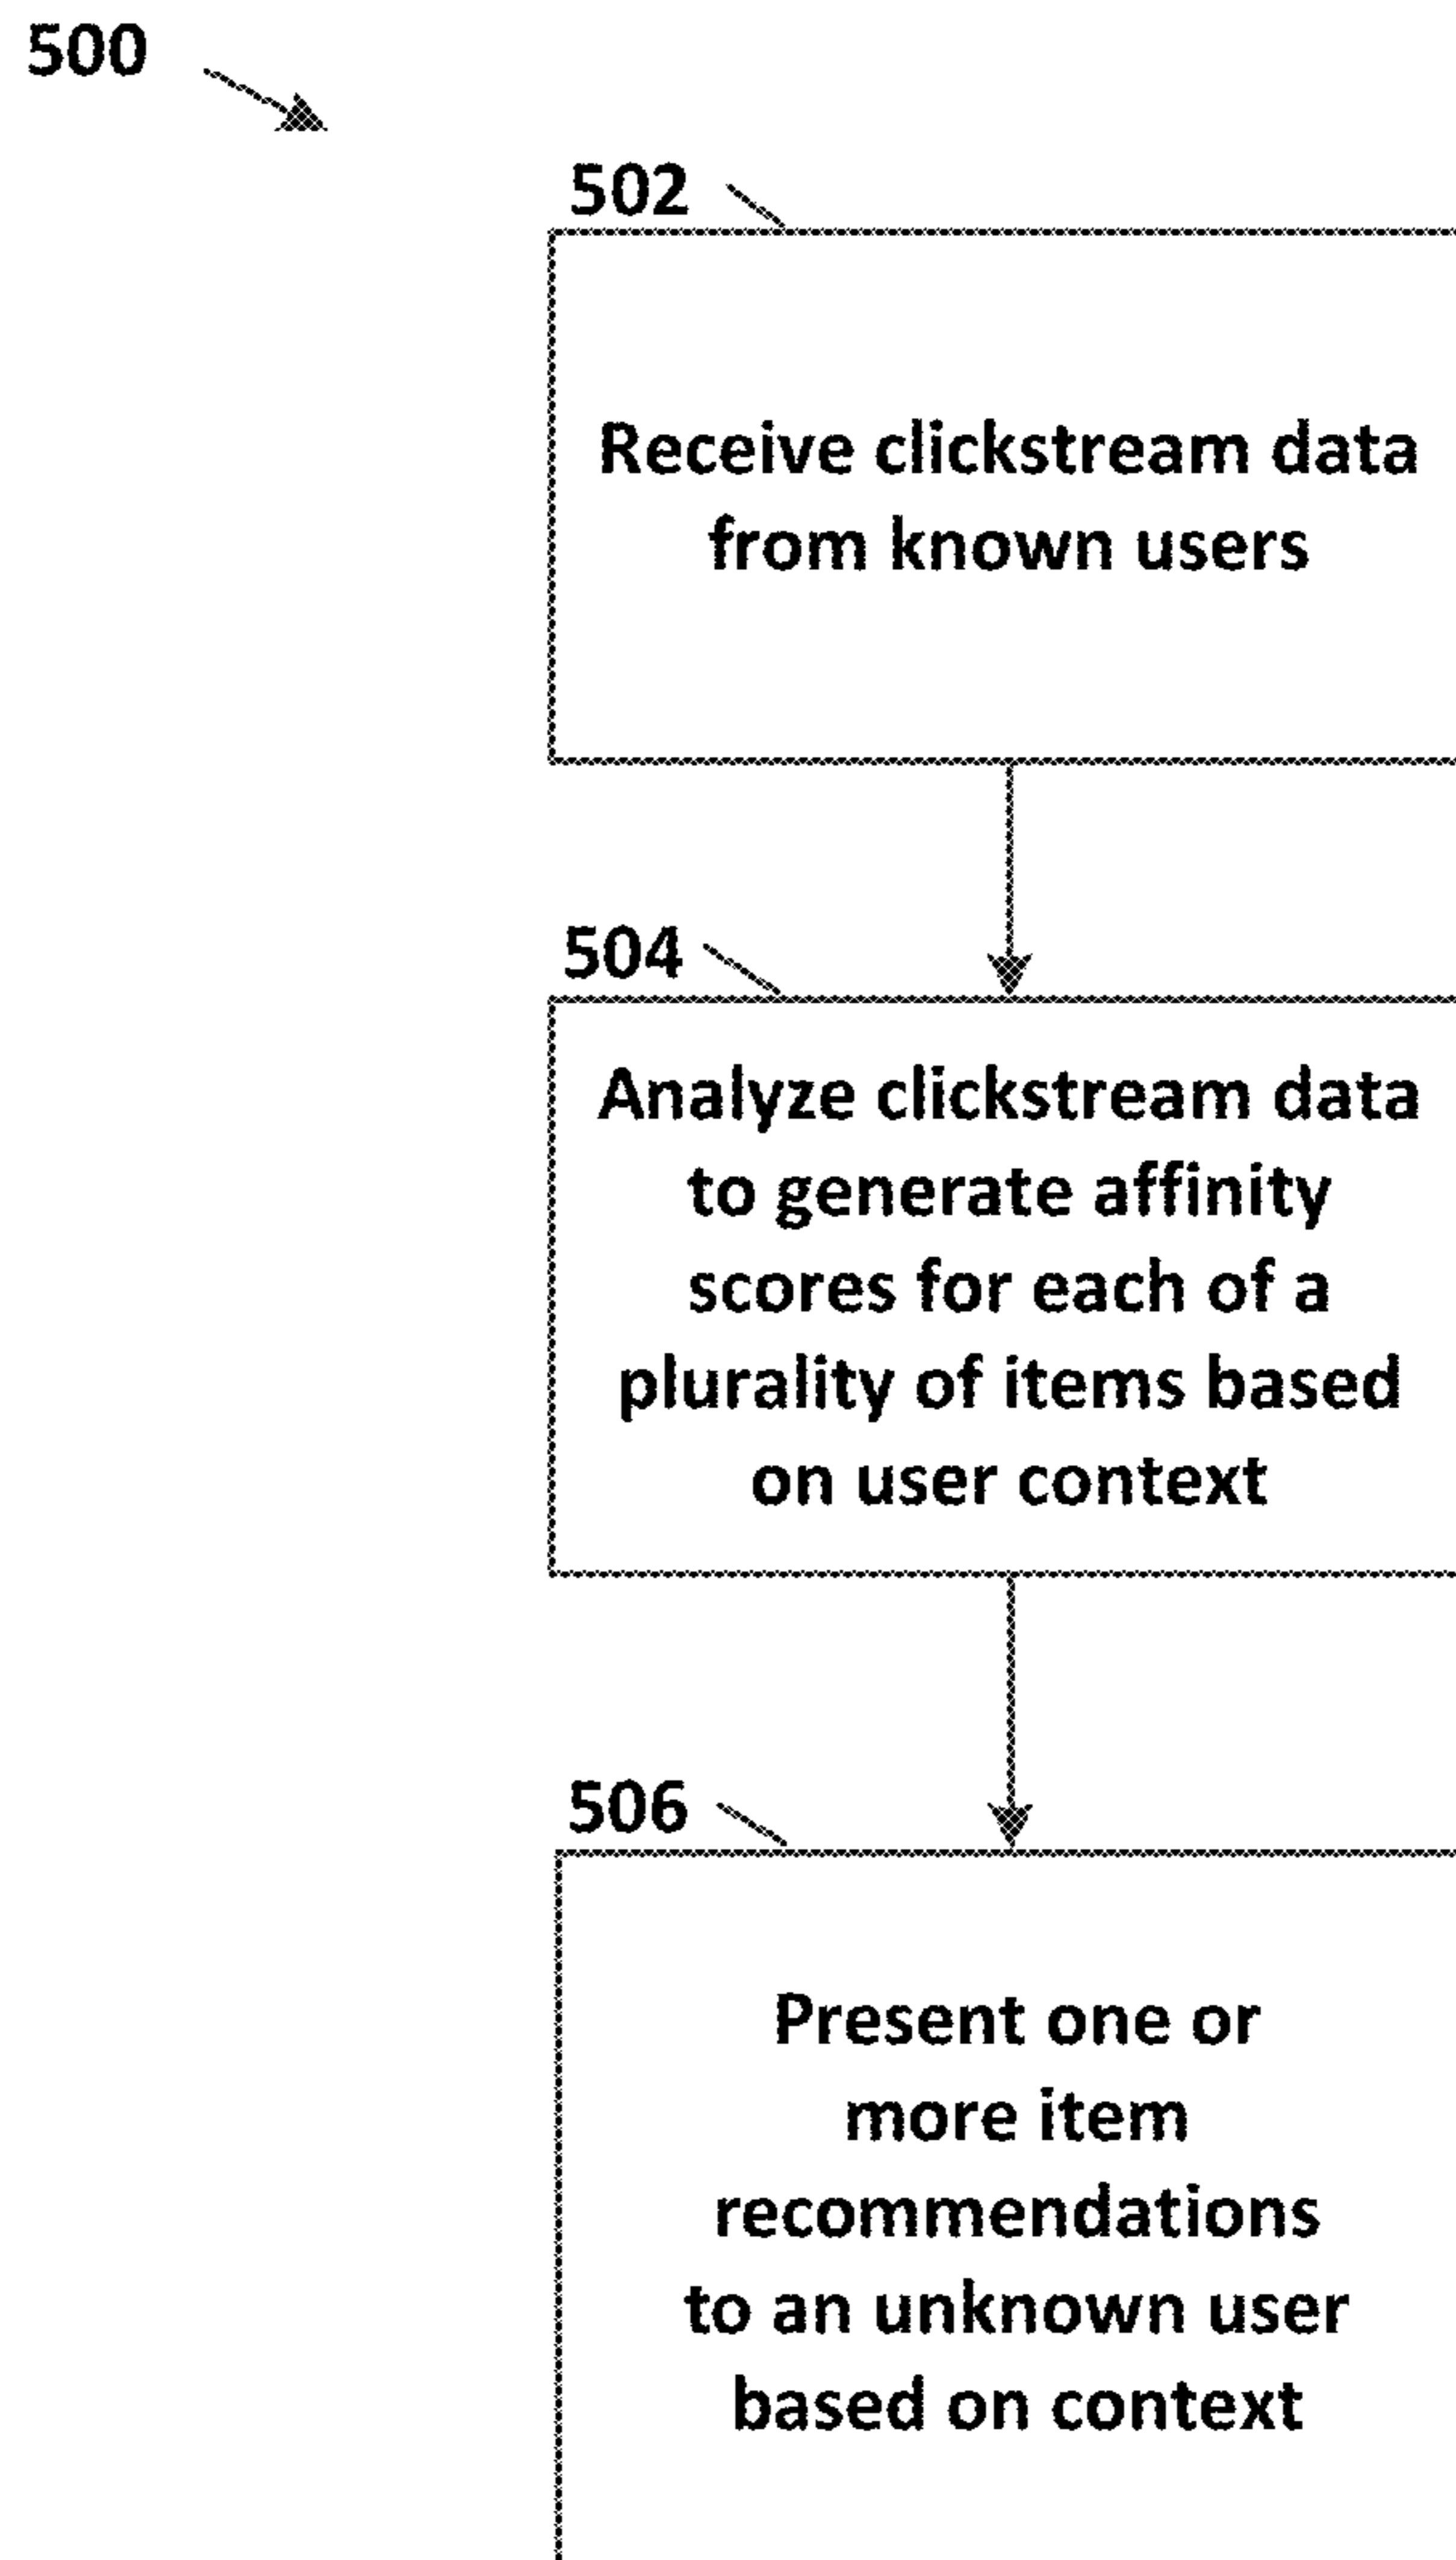 500
502
Receive clickstream data
from known users
504
Analyze clickstream data
to generate affinity
scores for each of a
plurality of items based
on user context
506
Present one or
more item
recommendations
to an unknown user
based on context